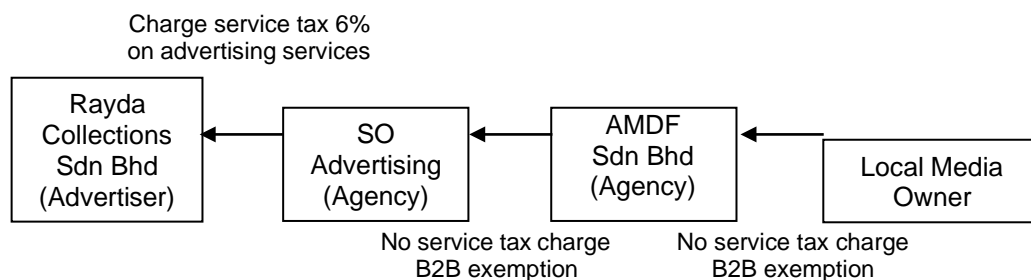 Charge service tax 6%
on advertising services
Rayda
Collections
Sdn Bhd
(Advertiser)
SO
Advertising
(Agency)
AMDF
Sdn Bhd
(Agency)
Local Media
Owner
No service tax charge
B2B exemption
No service tax charge
B2B exemption